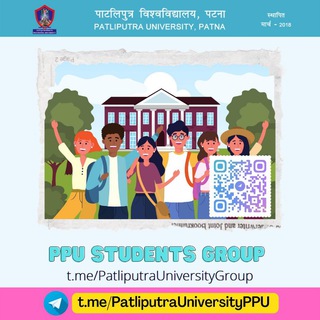 पाटलिपुत्र विश्वविद्यालय, पटना
PATLIPUTRA UNIVERSITY, PATNA
स्थापित
मार्च - 2018
PPU STUDENTS GROUP
t.me/PatliputraUniversityGroup
t.me/PatliputraUniversityPPU